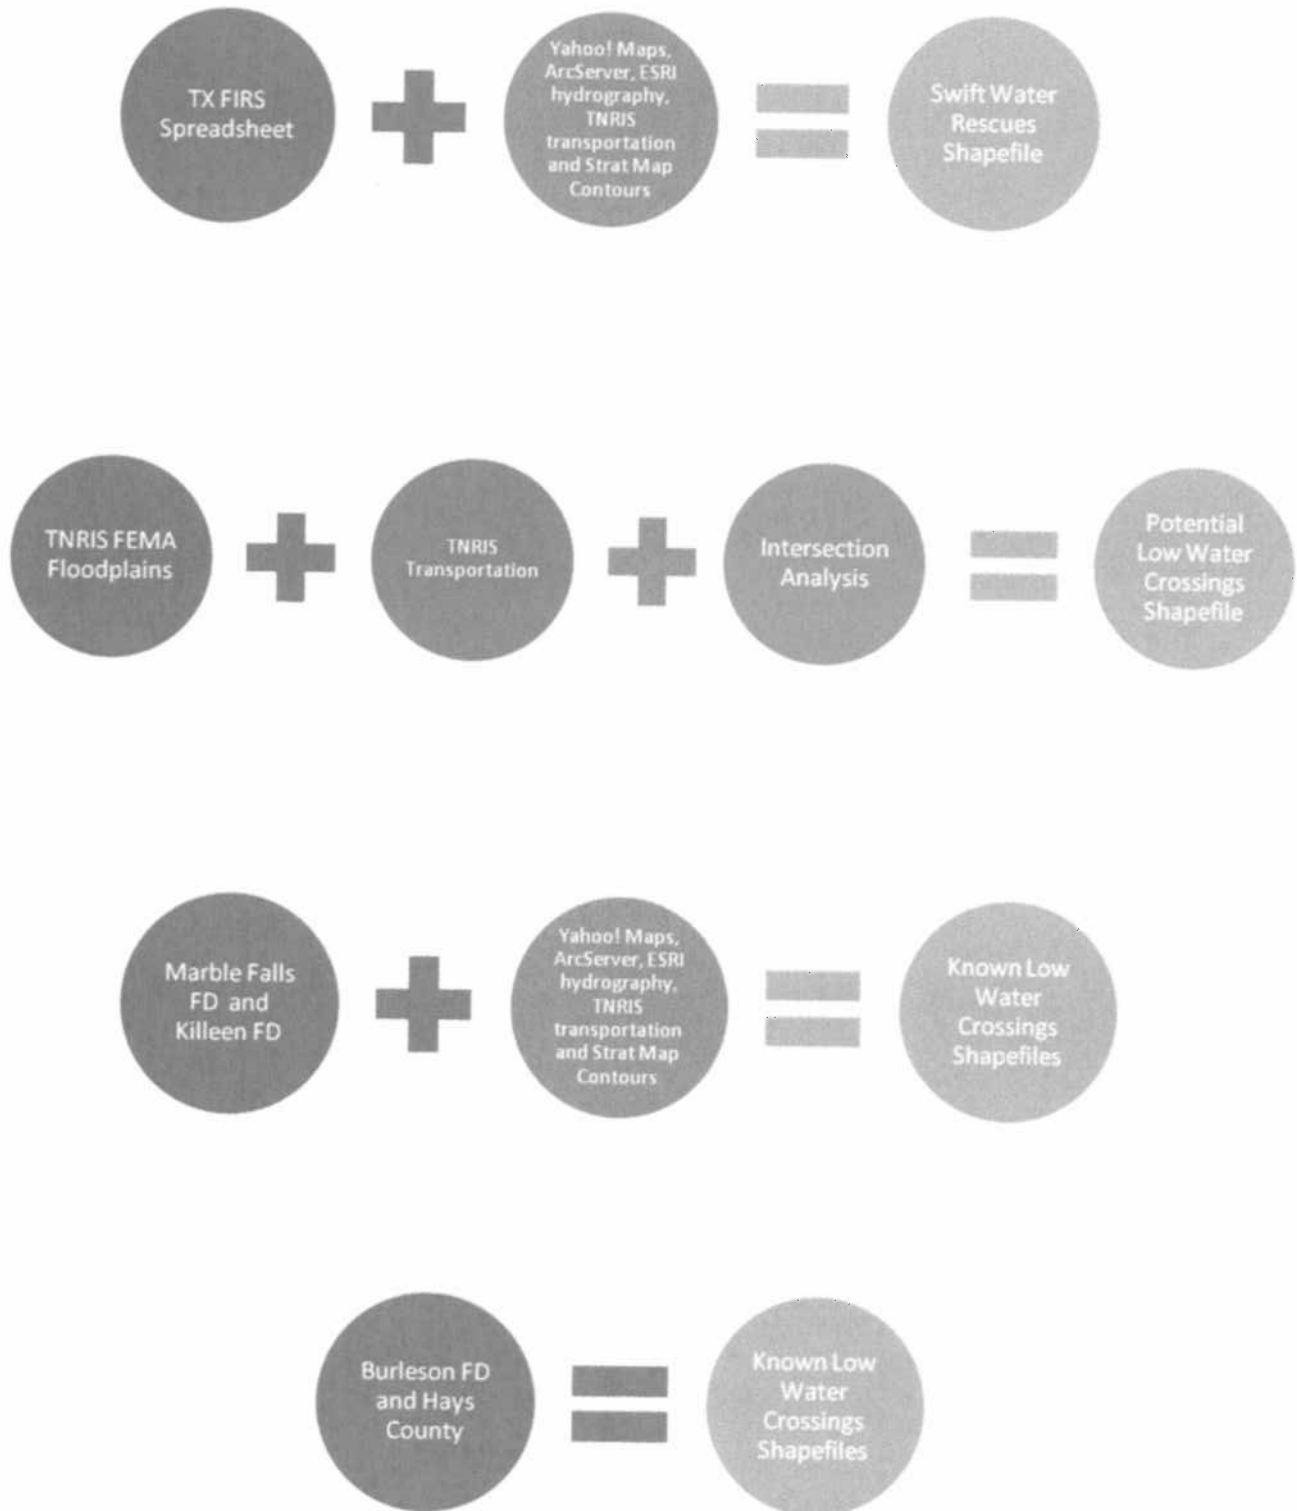 TX FIRS
Spreadsheet
Yahoo! Maps,
ArcServer, ESRI
hydrography,
TNRIS
transportation
and Strat Map
Contours
Swift Water
Rescues
Shapefile
TNRIS FEMA
Floodplains
TNRIS
Transportation
Intersection
Analysis
Potential
Low Water
Crossings
Shapefile
Marble Falls
FD and
Killeen FD
Yahoo! Maps,
ArcServer, ESRI
hydrography,
TNRIS
transportation
and Strat Map
Contours
Known Low
Water
Crossings
Shapefiles
Burleson FD
and Hays
County
Known Low
Water
Crossings
Shapefiles